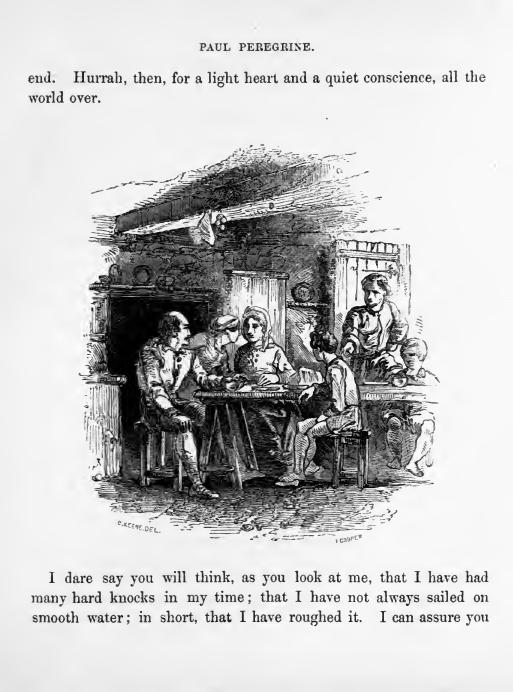 PAUL PEREGRINE.
end. Hurrah, then, for a light heart and a quiet conscience, all the
world over.
C.KEENE.DEL.
J COOPER
I dare say you will think, as you look at me, that I have had
many hard knocks in my time; that I have not always sailed on
smooth water; in short, that I have roughed it. I can assure you